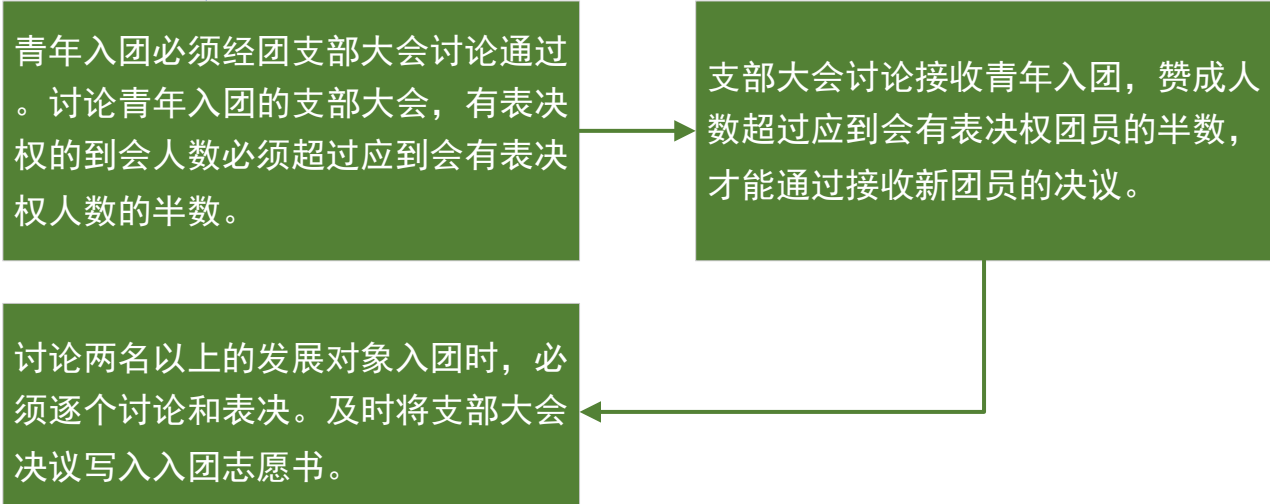 青年入团必须经团支部大会讨论通过
。讨论青年入团的支部大会，有表决
权的到会人数必须超过应到会有表决
权人数的半数。
支部大会讨论接收青年入团，赞成人
数超过应到会有表决权团员的半数，
才能通过接收新团员的决议。
讨论两名以上的发展对象入团时，必
须逐个讨论和表决。及时将支部大会
决议写入入团志愿书。